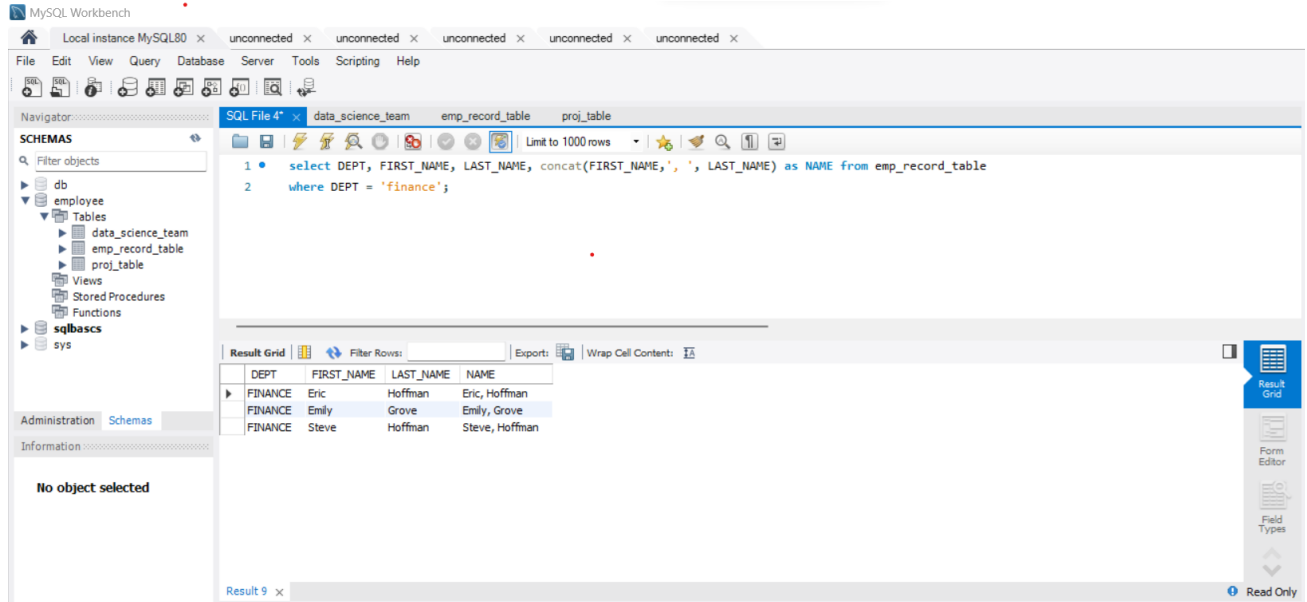 MySQL Workbench
Local instance MySQL80 × unconnected × unconnected × unconnected × unconnected × unconnected ×
File Edit View Query Database Server Tools Scripting Help
Navigator
SQL File 4* × data_science_team emp_record_table proj_table
SCHEMAS
Limit to 1000 rows
Filter objects
1 select DEPT, FIRST_NAME, LAST_NAME, concat(FIRST_NAME,', ', LAST_NAME) as NAME from emp_record_table
2 where DEPT = 'finance';
db
employee
Tables
data_science_team
emp_record_table
proj_table
Views
Stored Procedures
Functions
sqlbascs
sys
Administration Schemas
Information
No object selected
Result Grid Filter Rows: Export: Wrap Cell Content: IA
DEPT FIRST_NAME LAST_NAME NAME
FINANCE Eric Hoffman Eric, Hoffman
FINANCE Emily Grove Emily, Grove
FINANCE Steve Hoffman Steve, Hoffman
Result
Grid
Form
Editor
Field
Types
Result 9 × Read Only